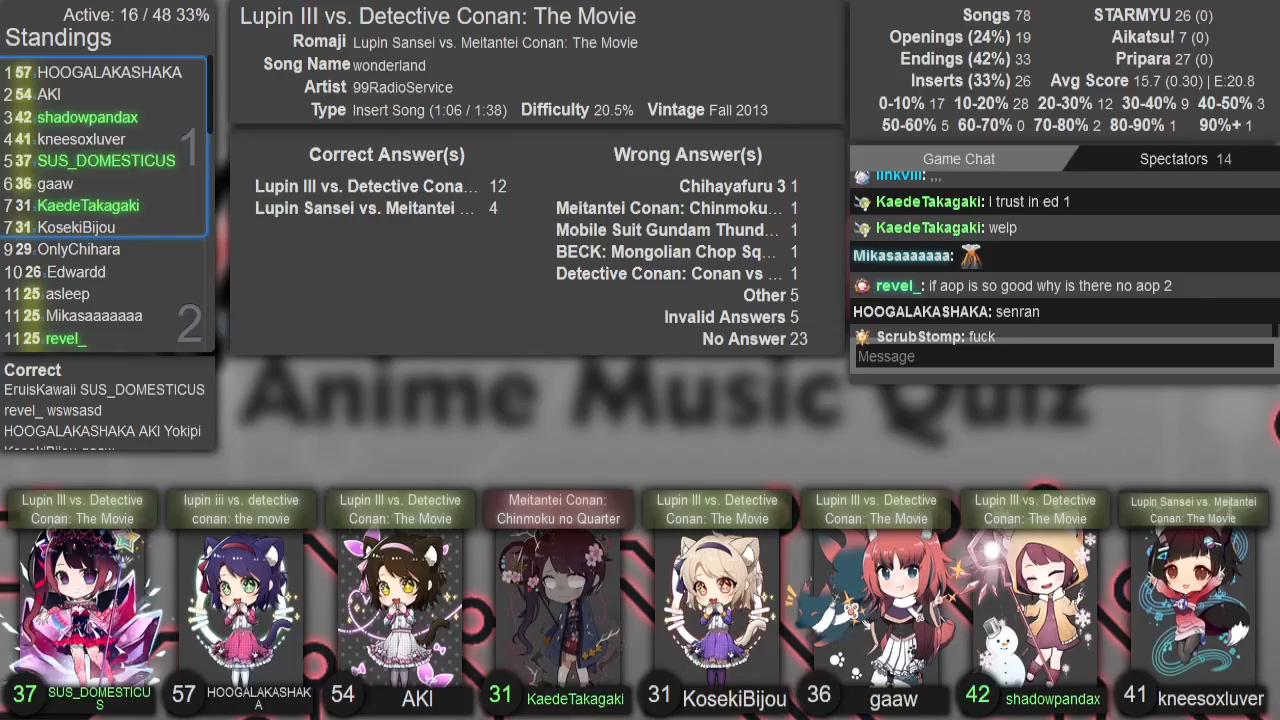 Active: 16 / 48 33%
Standings
1 57 HOOGALAKASHAKA
2 54 AKI
3 42 shadowpandax
4 41 kneesoxluver
5 37 SUS_DOMESTICUS
6 36 gaaw
7 31 KaedeTakagaki
7 31 KosekiBijou
1
9 29 OnlyChihara
10 26 Edwardd
11 25 asleep
11 25 Mikasaaaaaaa
11 25 revel_
2
Correct
EruisKawaii SUS_DOMESTICUS
revel_ wswsasd
HOOGALAKASHAKA AKI Yokipi
KosekiBijou gaaw
Lupin III vs. Detective Conan: The Movie
Romaji Lupin Sansei vs. Meitantei Conan: The Movie
Song Name wonderland
Artist 99RadioService
Type Insert Song (1:06 / 1:38) Difficulty 20.5% Vintage Fall 2013
Correct Answer(s)
Lupin III vs. Detective Cona... 12
Lupin Sansei vs. Meitantei ... 4
Wrong Answer(s)
Chihayafuru 3 1
Meitantei Conan: Chinmoku... 1
Mobile Suit Gundam Thund... 1
BECK: Mongolian Chop Sq... 1
Detective Conan: Conan vs ... 1
Other 5
Invalid Answers 5
No Answer 23
Songs 78 STARMYU 26 (0)
Openings (24%) 19 Aikatsu! 7 (0)
Endings (42%) 33 Pripara 27 (0)
Inserts (33%) 26 Avg Score 15.7 (0.30) | E:20.8
0-10% 17 10-20% 28 20-30% 12 30-40% 9 40-50% 3
50-60% 5 60-70% 0 70-80% 2 80-90% 1 90%+ 1
Game Chat Spectators 14
KaedeTakagaki: I trust in ed 1
KaedeTakagaki: welp
Mikasaaaaaaa:
revel_: if aop is so good why is there no aop 2
HOOGALAKASHAKA: senran
ScrubStomp: fuck
Message
Anime Music Quiz
Lupin III vs. Detective
Conan: The Movie
37 SUS_DOMESTICU
S
lupin iii vs. detective
conan: the movie
57 HOOGALAKASHAK
A
Lupin III vs. Detective
Conan: The Movie
54 AKI
Meitantei Conan:
Chinmoku no Quarter
31 KaedeTakagaki
Lupin III vs. Detective
Conan: The Movie
31 KosekiBijou
Lupin III vs. Detective
Conan: The Movie
36 gaaw
Lupin III vs. Detective
Conan: The Movie
42 shadowpandax
Lupin Sansei vs. Meitantei
Conan: The Movie
41 kneesoxluver